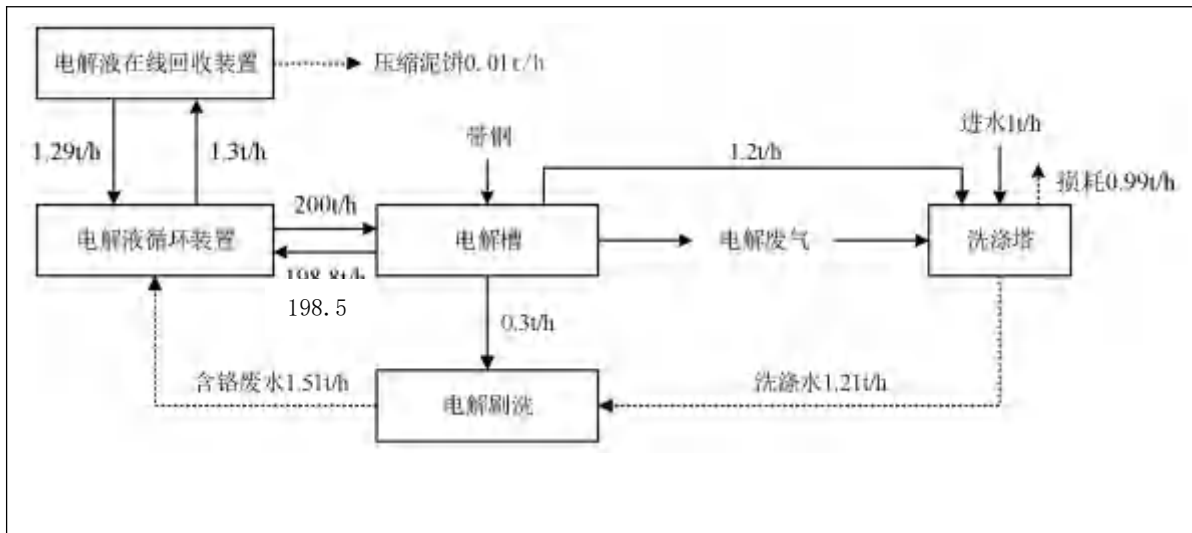 电解液在线回收装置
压缩泥饼0.01t/h
1.29t/h
1.3t/h
带钢
1.2t/h
进水1t/h
损耗0.99t/h
电解液循环装置
200t/h
198.8t/h
198.5
电解槽
电解废气
洗涤塔
0.3t/h
含铬废水1.51t/h
电解刷洗
洗涤水1.21t/h